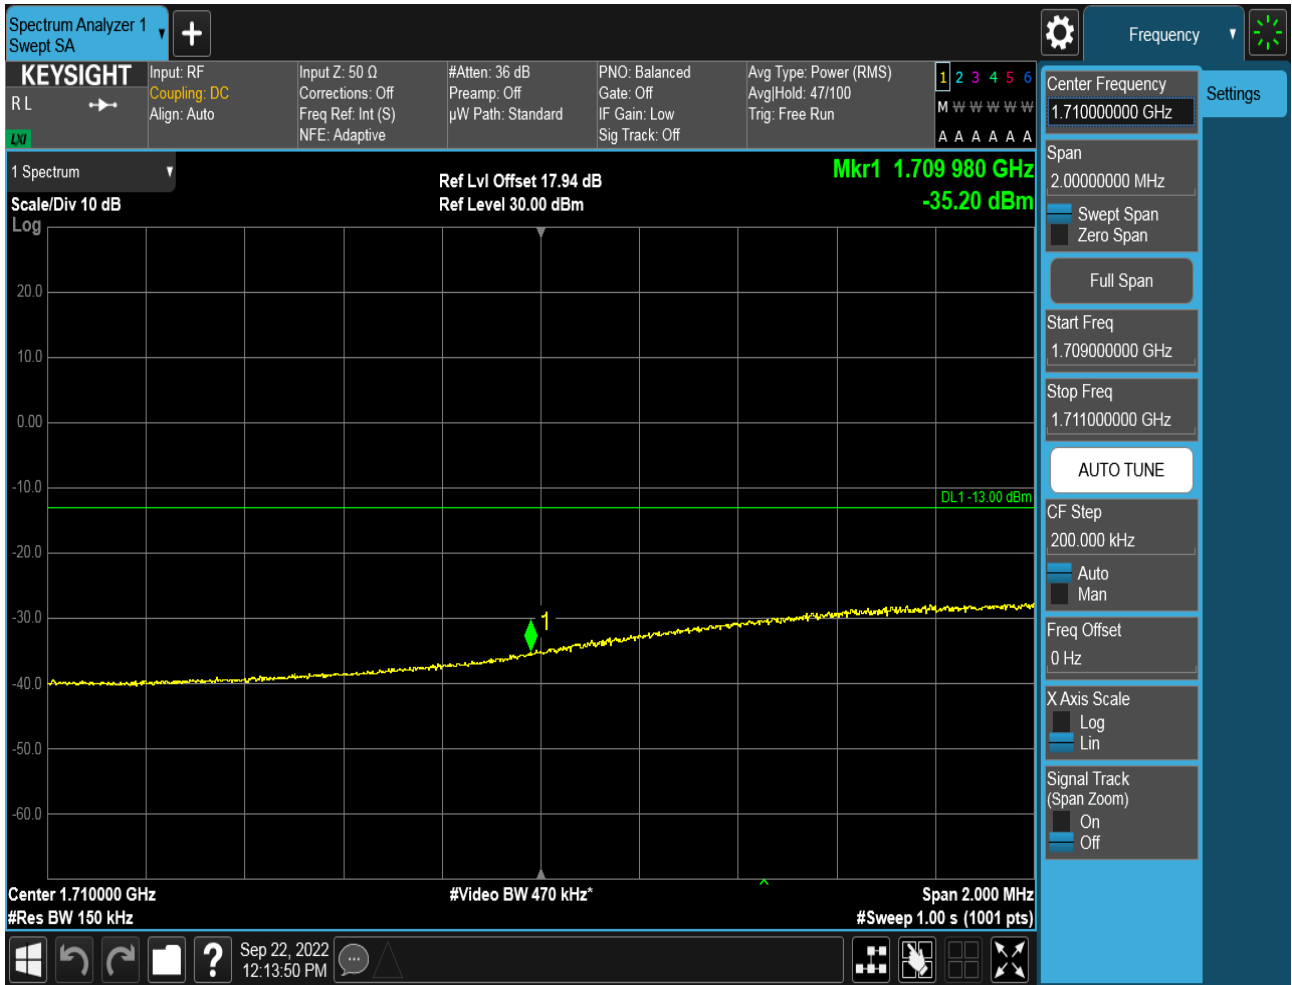 Spectrum Analyzer 1
Swept SA
Frequency
KEYSIGHT
R L
LXI
Input: RF
Coupling: DC
Align: Auto
Input Z: 50 Ω
Corrections: Off
Freq Ref: Int (S)
NFE: Adaptive
#Atten: 36 dB
Preamp: Off
µW Path: Standard
PNO: Balanced
Gate: Off
IF Gain: Low
Sig Track: Off
Avg Type: Power (RMS)
Avg|Hold: 47/100
Trig: Free Run
1 2 3 4 5 6
M W W W W W
A A A A A A
1 Spectrum
Scale/Div 10 dB
Log
Ref Lvl Offset 17.94 dB
Ref Level 30.00 dBm
Mkr1 1.709 980 GHz
-35.20 dBm
20.0
10.0
0.00
-10.0
DL1 -13.00 dBm
-20.0
-30.0
1
-40.0
-50.0
-60.0
Center 1.710000 GHz
#Res BW 150 kHz
#Video BW 470 kHz*
Span 2.000 MHz
#Sweep 1.00 s (1001 pts)
Center Frequency
1.710000000 GHz
Settings
Span
2.00000000 MHz
Swept Span
Zero Span
Full Span
Start Freq
1.709000000 GHz
Stop Freq
1.711000000 GHz
AUTO TUNE
CF Step
200.000 kHz
Auto
Man
Freq Offset
0 Hz
X Axis Scale
Log
Lin
Signal Track
(Span Zoom)
On
Off
?
Sep 22, 2022
12:13:50 PM